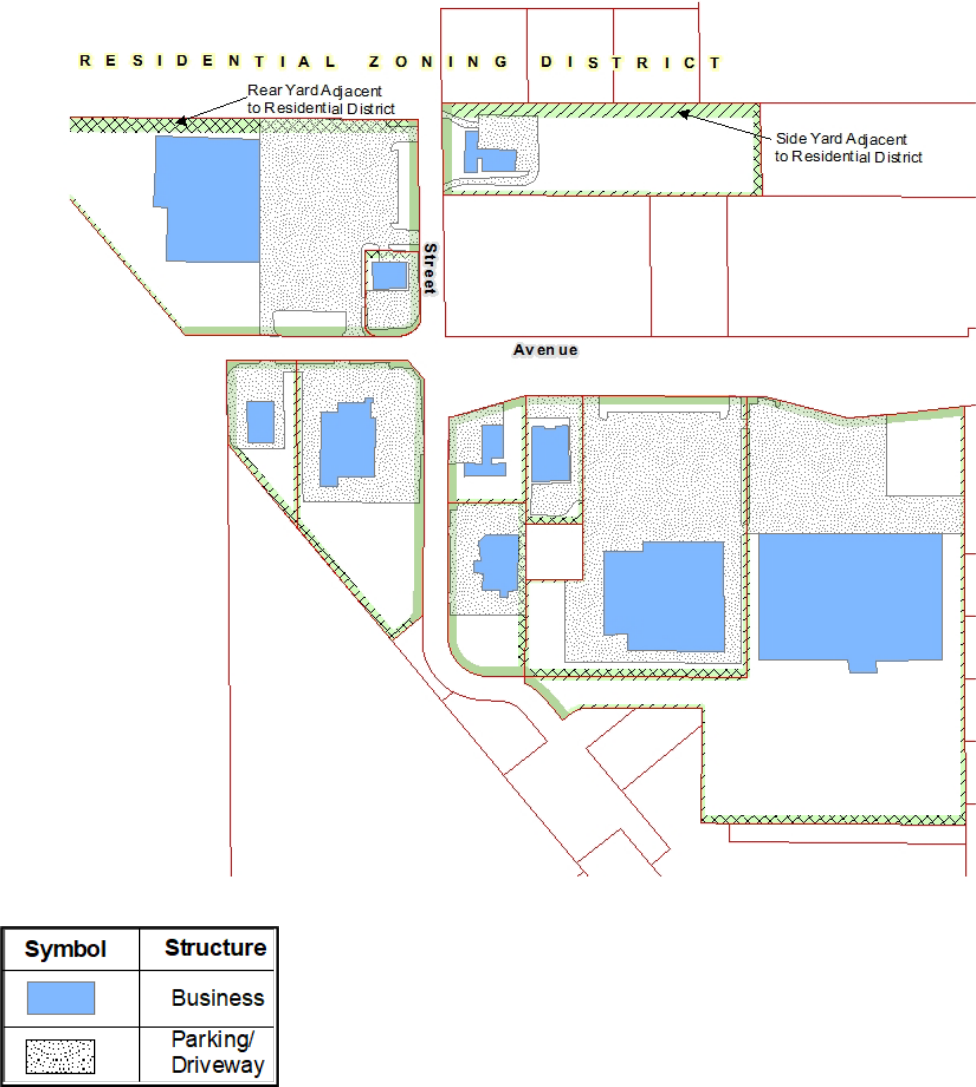 RESIDENTIAL ZONING DISTRICT
Rear Yard Adjacent
to Residential District
Side Yard Adjacent
to Residential District
Street
Avenue
Symbol Structure
Business
Parking/
Driveway